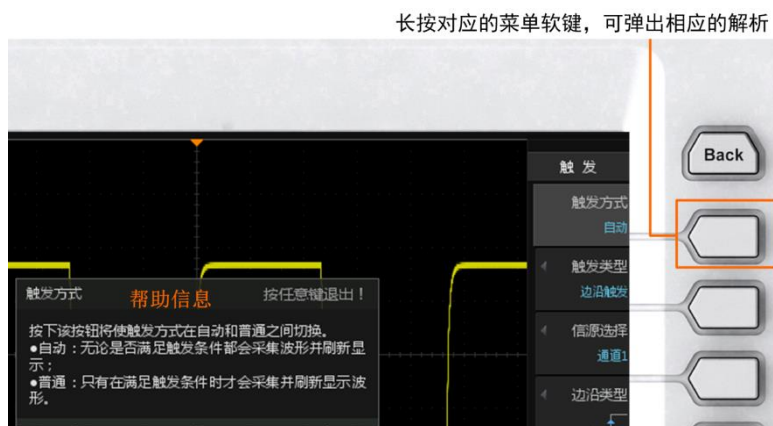 长按对应的菜单软键，可弹出相应的解析
Back
触 发
触发方式
自动
触发类型
边沿触发
信源选择
通道1
边沿类型
触发方式
帮助信息
按任意键退出！
按下该按钮将使触发方式在自动和普通之间切换。
●自动：无论是否满足触发条件都会采集波形并刷新显
示；
●普通：只有在满足触发条件时才会采集并刷新显示波
形。